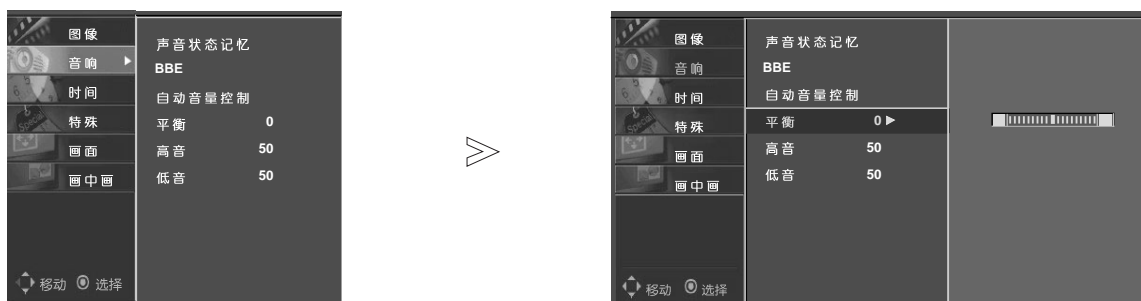 图像
音响
时间
特殊
画面
画中画
移动 选择
声音状态记忆
BBE
自动音量控制
平衡 0
高音 50
低音 50
图像
音响
时间
特殊
画面
画中画
移动 选择
声音状态记忆
BBE
自动音量控制
平衡 0
高音 50
低音 50